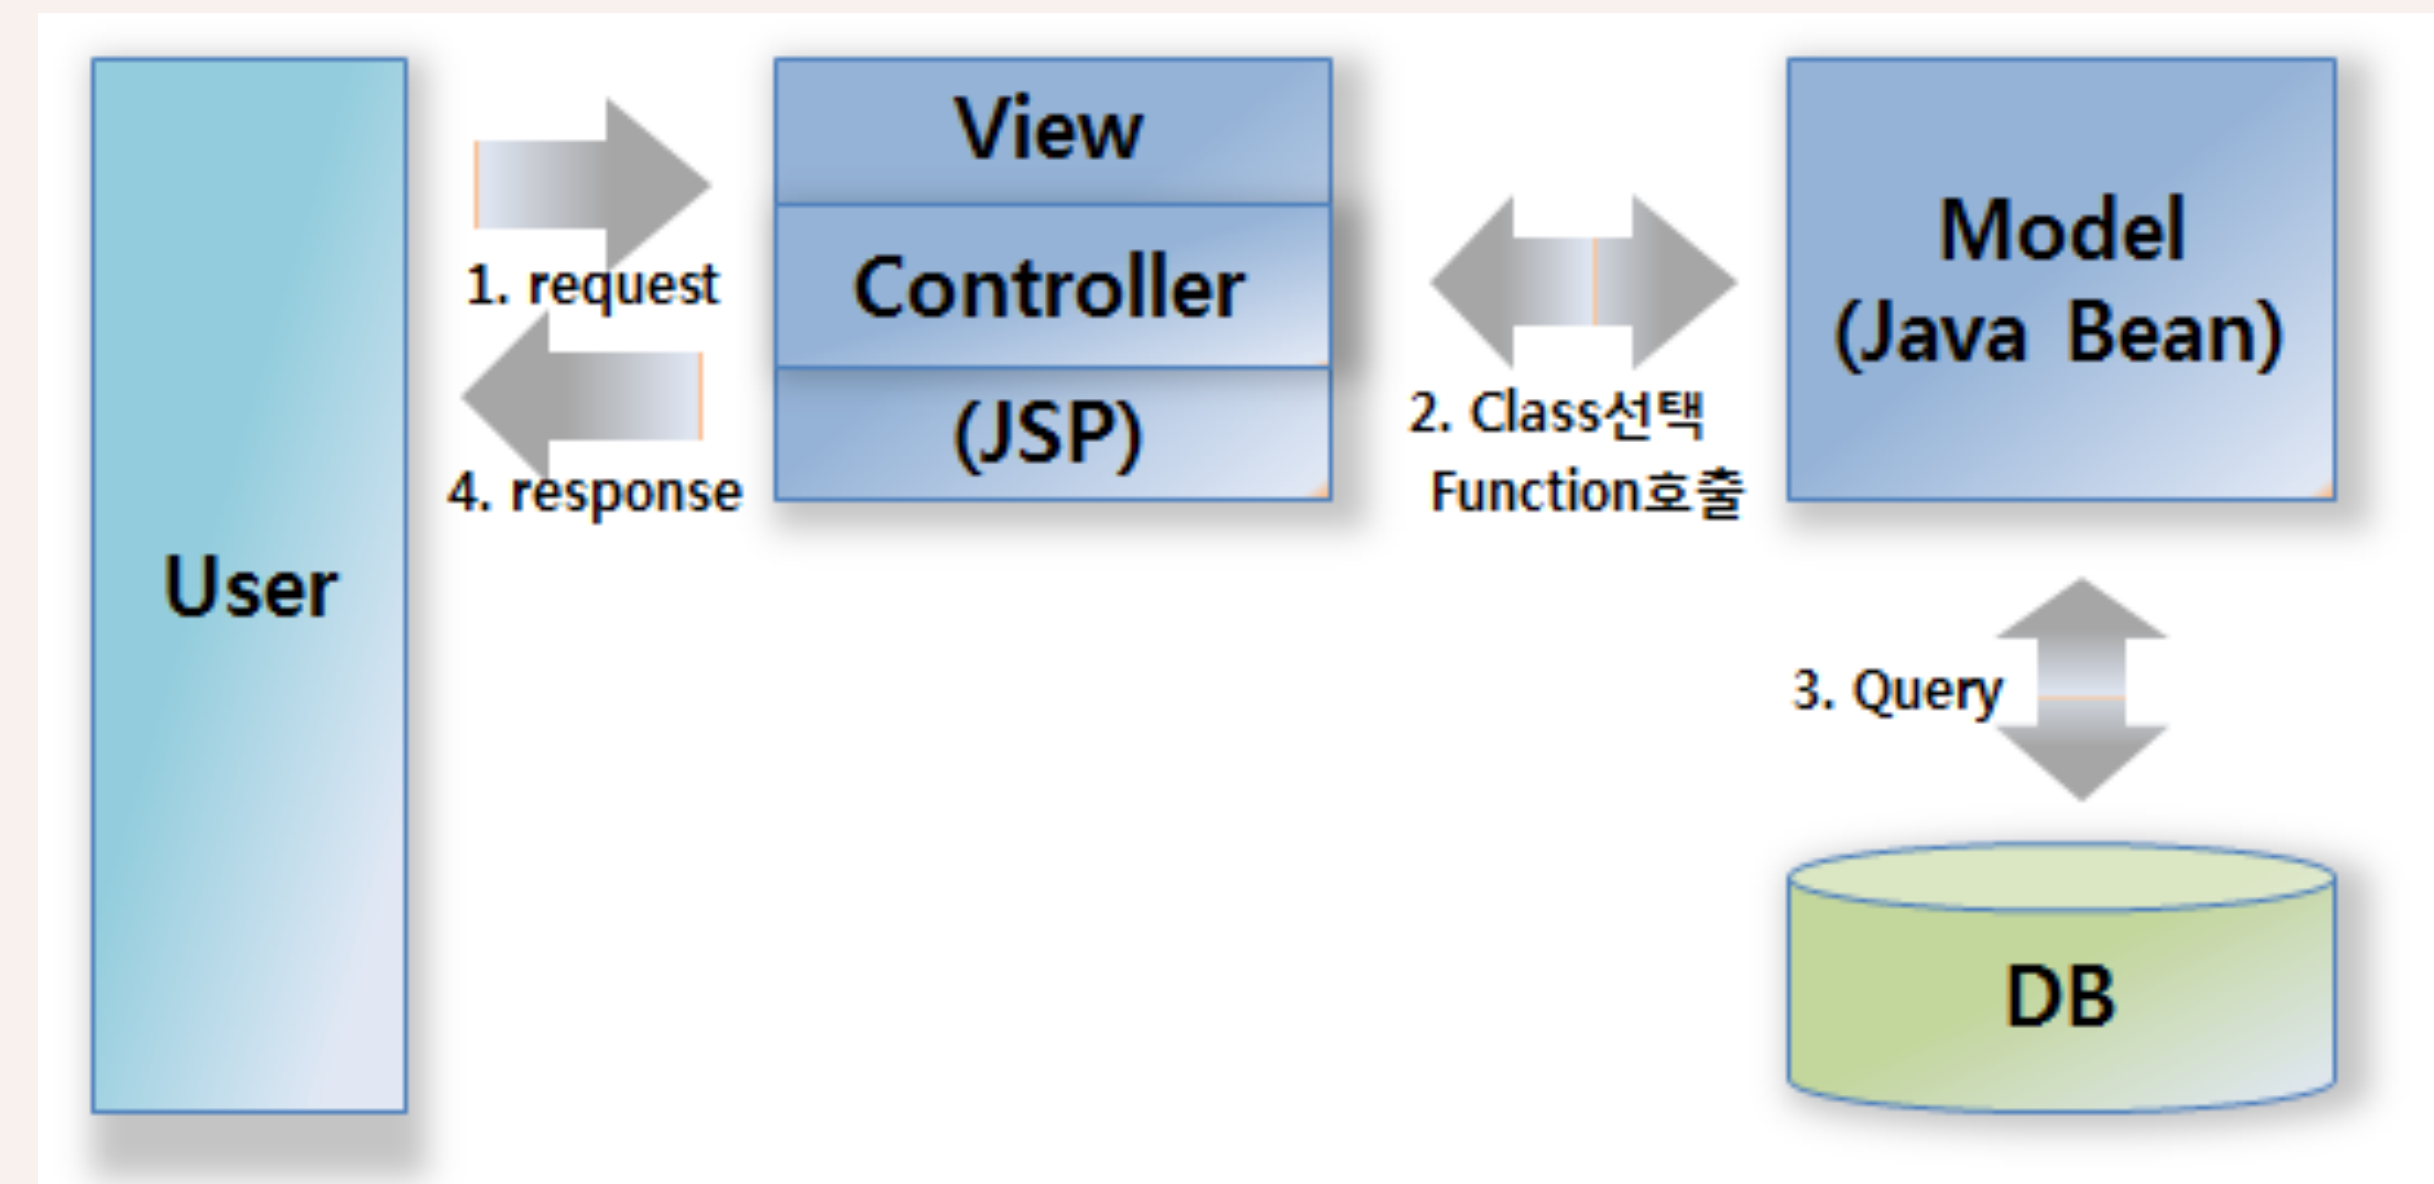 User
1. request
4. response
View
Controller
(JSP)
2. Class선택
Function호출
Model
(Java Bean)
3. Query
DB